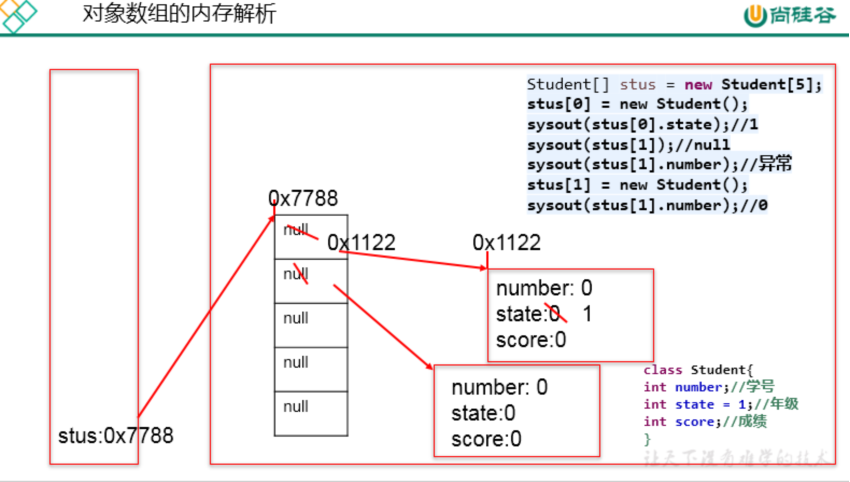 对象数组的内存解析
尚硅谷
Student[] stus = new Student[5];
stus[0] = new Student();
sysout(stus[0].state);//1
sysout(stus[1]);//null
sysout(stus[1].number);//异常
stus[1] = new Student();
sysout(stus[1].number);//0
0x7788
null
0x1122
0x1122
null
number: 0
state:0 1
score:0
null
null
null
number: 0
state:0
score:0
class Student{
int number;//学号
int state = 1;//年级
int score;//成绩
}
stus:0x7788
让天下没有难学的技术